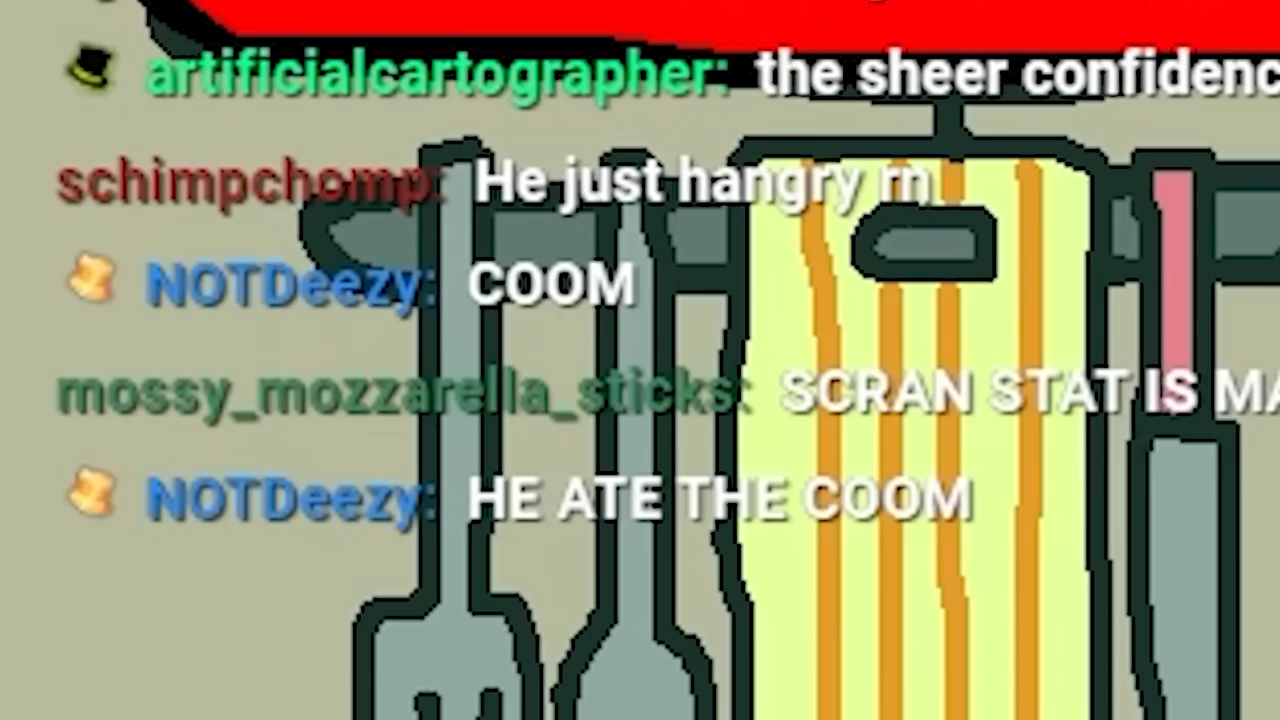 artificialcartographer: the sheer confidenc
schimpchomp: He just hangry rn
NOTDeezy: COOM
mossy_mozzarella_sticks: SCRAN STAT IS MA
NOTDeezy: HE ATE THE COOM